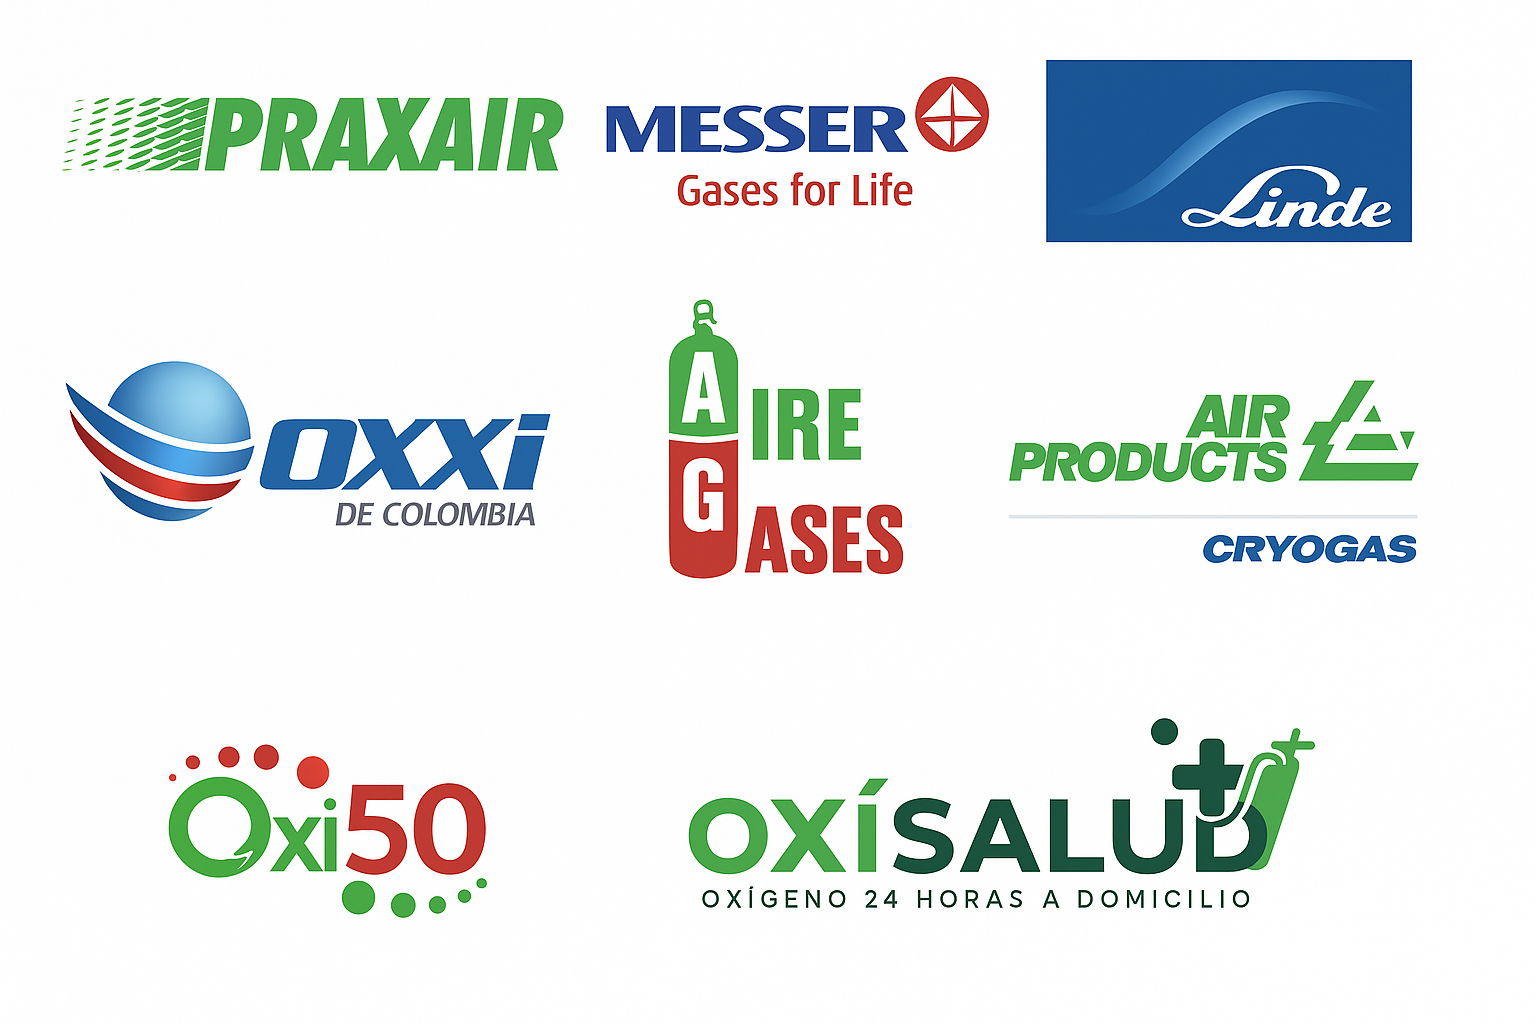 PRAXAIR
MESSER
Gases for Life
Linde
OXXi
DE COLOMBIA
AIRE
GASES
AIR
PRODUCTS
CRYOGAS
Oxi50
OXÍSALUD
OXÍGENO 24 HORAS A DOMICILIO